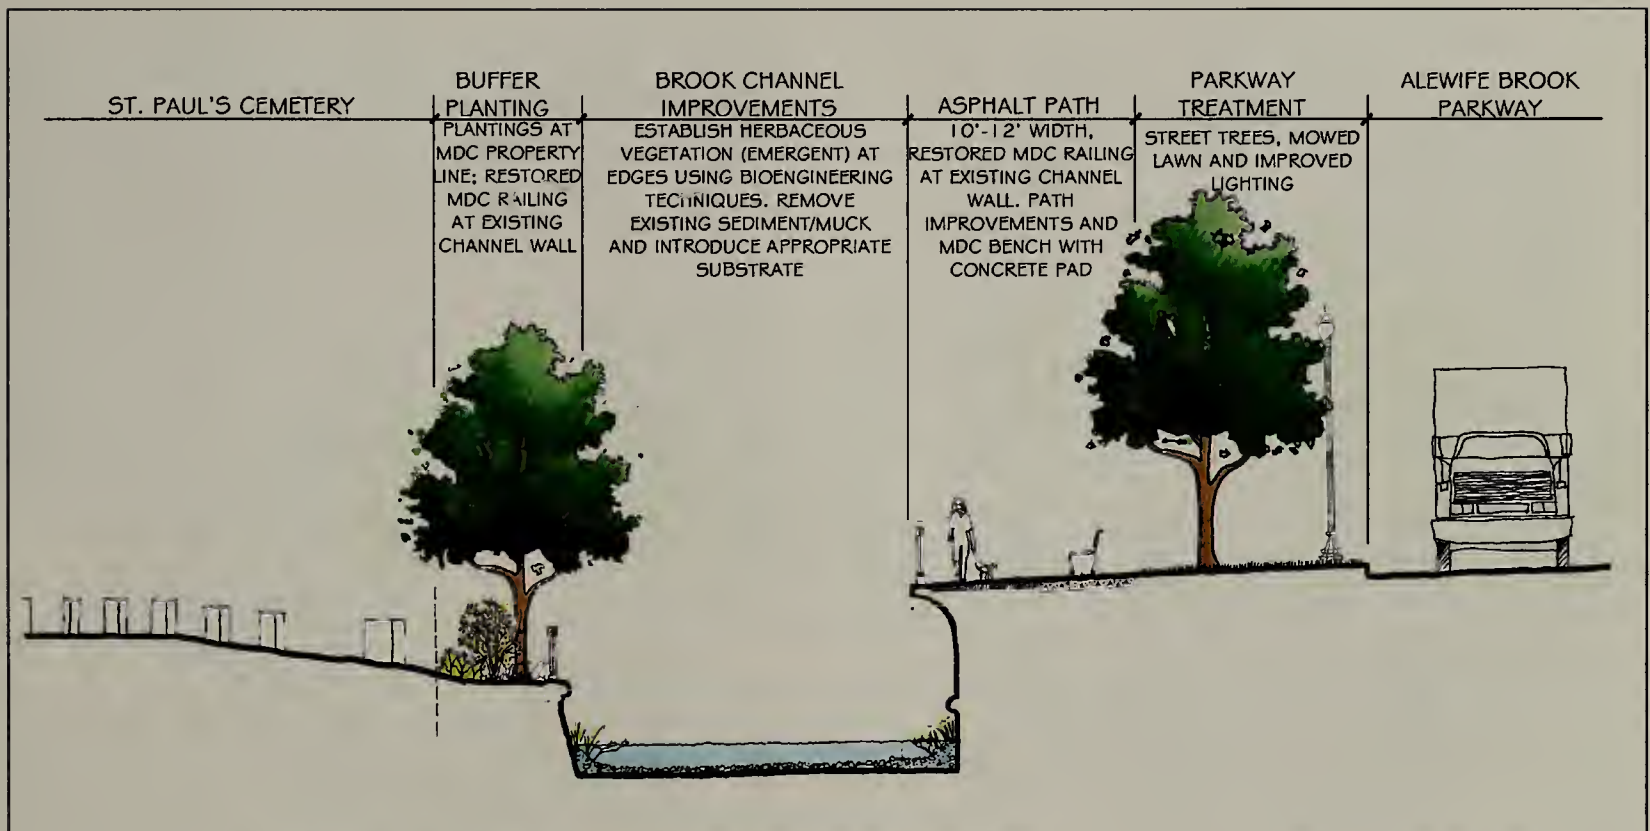 ST. PAUL'S CEMETERY
BUFFER
PLANTING
PLANTINGS AT
MDC PROPERTY
LINE; RESTORED
MDC RAILING
AT EXISTING
CHANNEL WALL
BROOK CHANNEL
IMPROVEMENTS
ESTABLISH HERBACEOUS
VEGETATION (EMERGENT) AT
EDGES USING BIOENGINEERING
TECHNIQUES. REMOVE
EXISTING SEDIMENT/MUCK
AND INTRODUCE APPROPRIATE
SUBSTRATE
ASPHALT PATH
10'-12' WIDTH,
RESTORED MDC RAILING
AT EXISTING CHANNEL
WALL. PATH
IMPROVEMENTS AND
MDC BENCH WITH
CONCRETE PAD
PARKWAY
TREATMENT
STREET TREES, MOWED
LAWN AND IMPROVED
LIGHTING
ALEWIFE BROOK
PARKWAY